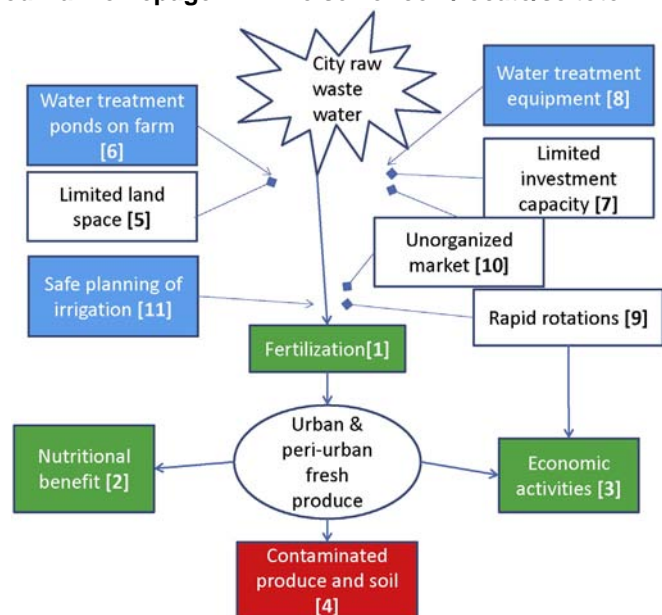 City raw
waste
water
Water treatment
ponds on farm
[6]
Water treatment
equipment [8]
Limited land
space [5]
Limited
investment
capacity [7]
Unorganized
market [10]
Safe planning of
irrigation [11]
Rapid rotations [9]
Fertilization[1]
Urban &
peri-urban
fresh
produce
Nutritional
benefit [2]
Economic
activities [3]
Contaminated
produce and soil
[4]